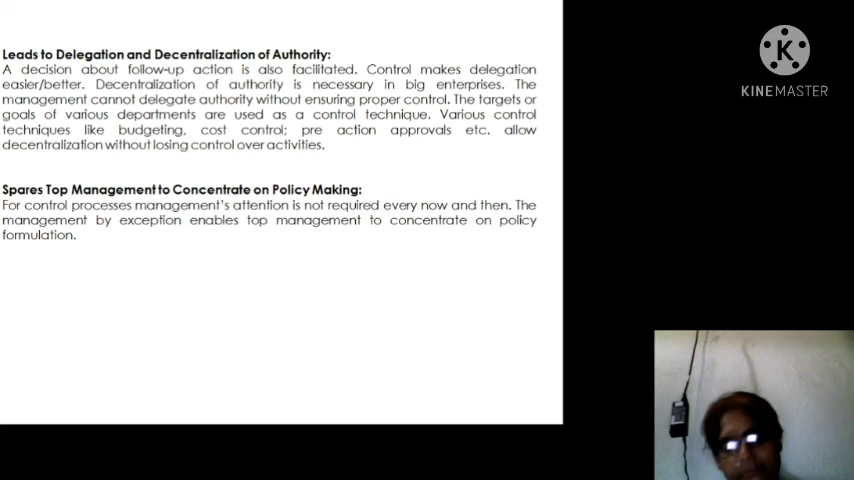 Leads to Delegation and Decentralization of Authority:
A decision about follow-up action is also facilitated. Control makes delegation
easier/better. Decentralization of authority is necessary in big enterprises. The
management cannot delegate authority without ensuring proper control. The targets or
goals of various departments are used as a control technique. Various control
techniques like budgeting, cost control; pre action approvals etc. allow
decentralization without losing control over activities.
Spares Top Management to Concentrate on Policy Making:
For control processes management's attention is not required every now and then. The
management by exception enables top management to concentrate on policy
formulation.
K
KINEMASTER